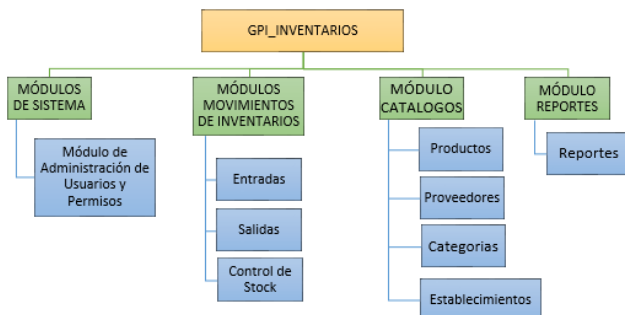 GPI_INVENTARIOS
MÓDULOS
DE SISTEMA
Módulo de
Administración de
Usuarios y
Permisos
MÓDULOS
MOVIMIENTOS
DE INVENTARIOS
Entradas
Salidas
Control de
Stock
MÓDULO
CATALOGOS
Productos
Proveedores
Categorias
Establecimientos
MÓDULO
REPORTES
Reportes